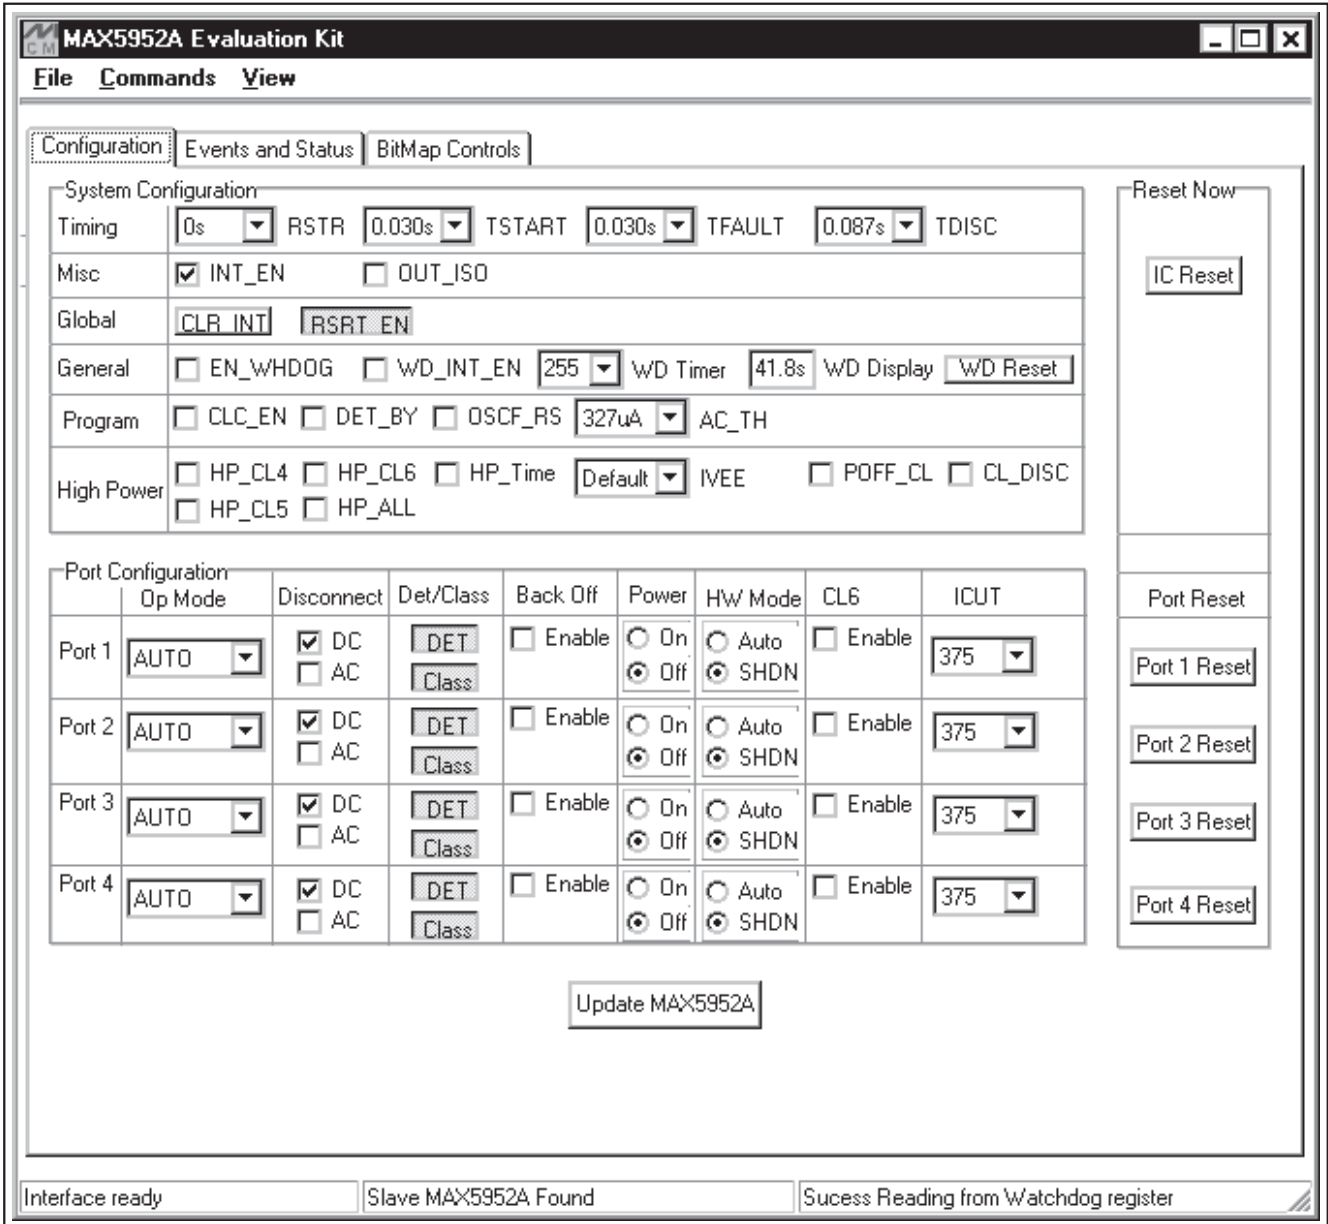 CM MAX5952A Evaluation Kit
File Commands View
Configuration Events and Status BitMap Controls
System Configuration
Reset Now
Timing 0s RSTR 0.030s TSTART 0.030s TFAULT 0.087s TDISC
Misc INT_EN OUT_ISO
IC Reset
Global CLR_INT RSRT_EN
General EN_WHDOG WD_INT_EN 255 WD Timer 41.8s WD Display WD Reset
Program CLC_EN DET_BY OSCF_RS 327uA AC_TH
High Power HP_CL4 HP_CL6 HP_Time Default IVEE POFF_CL CL_DISC
HP_CL5 HP_ALL
Port Configuration
Op Mode Disconnect Det/Class Back Off Power HW Mode CL6 ICUT Port Reset
Port 1 AUTO DC DET Enable On Auto Enable 375 Port 1 Reset
AC Class Off SHDN
Port 2 AUTO DC DET Enable On Auto Enable 375 Port 2 Reset
AC Class Off SHDN
Port 3 AUTO DC DET Enable On Auto Enable 375 Port 3 Reset
AC Class Off SHDN
Port 4 AUTO DC DET Enable On Auto Enable 375 Port 4 Reset
AC Class Off SHDN
Update MAX5952A
Interface ready Slave MAX5952A Found Sucess Reading from Watchdog register